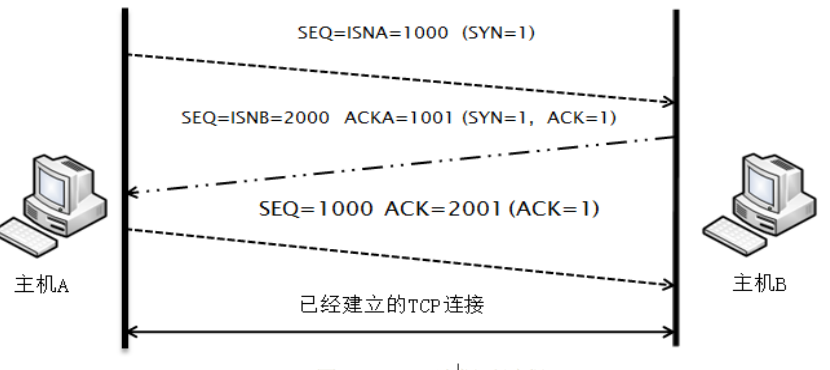 SEQ=ISNA=1000 (SYN=1)
SEQ=ISNB=2000 ACKA=1001 (SYN=1, ACK=1)
SEQ=1000 ACK=2001(ACK=1)
主机A
主机B
已经建立的TCP连接